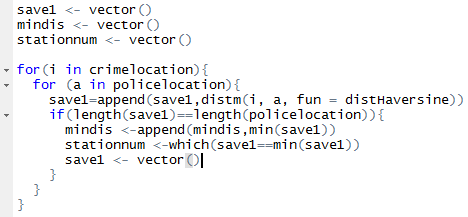 save1 <- vector()
mindis <- vector()
stationnum <- vector()

for(i in crimelocation){
  for (a in policelocation){
    save1=append(save1,distm(i, a, fun = distHaversine))
    if(length(save1)==length(policelocation)){
      mindis <-append(mindis,min(save1))
      stationnum <-which(save1==min(save1))
      save1 <- vector()
    }
  }
}